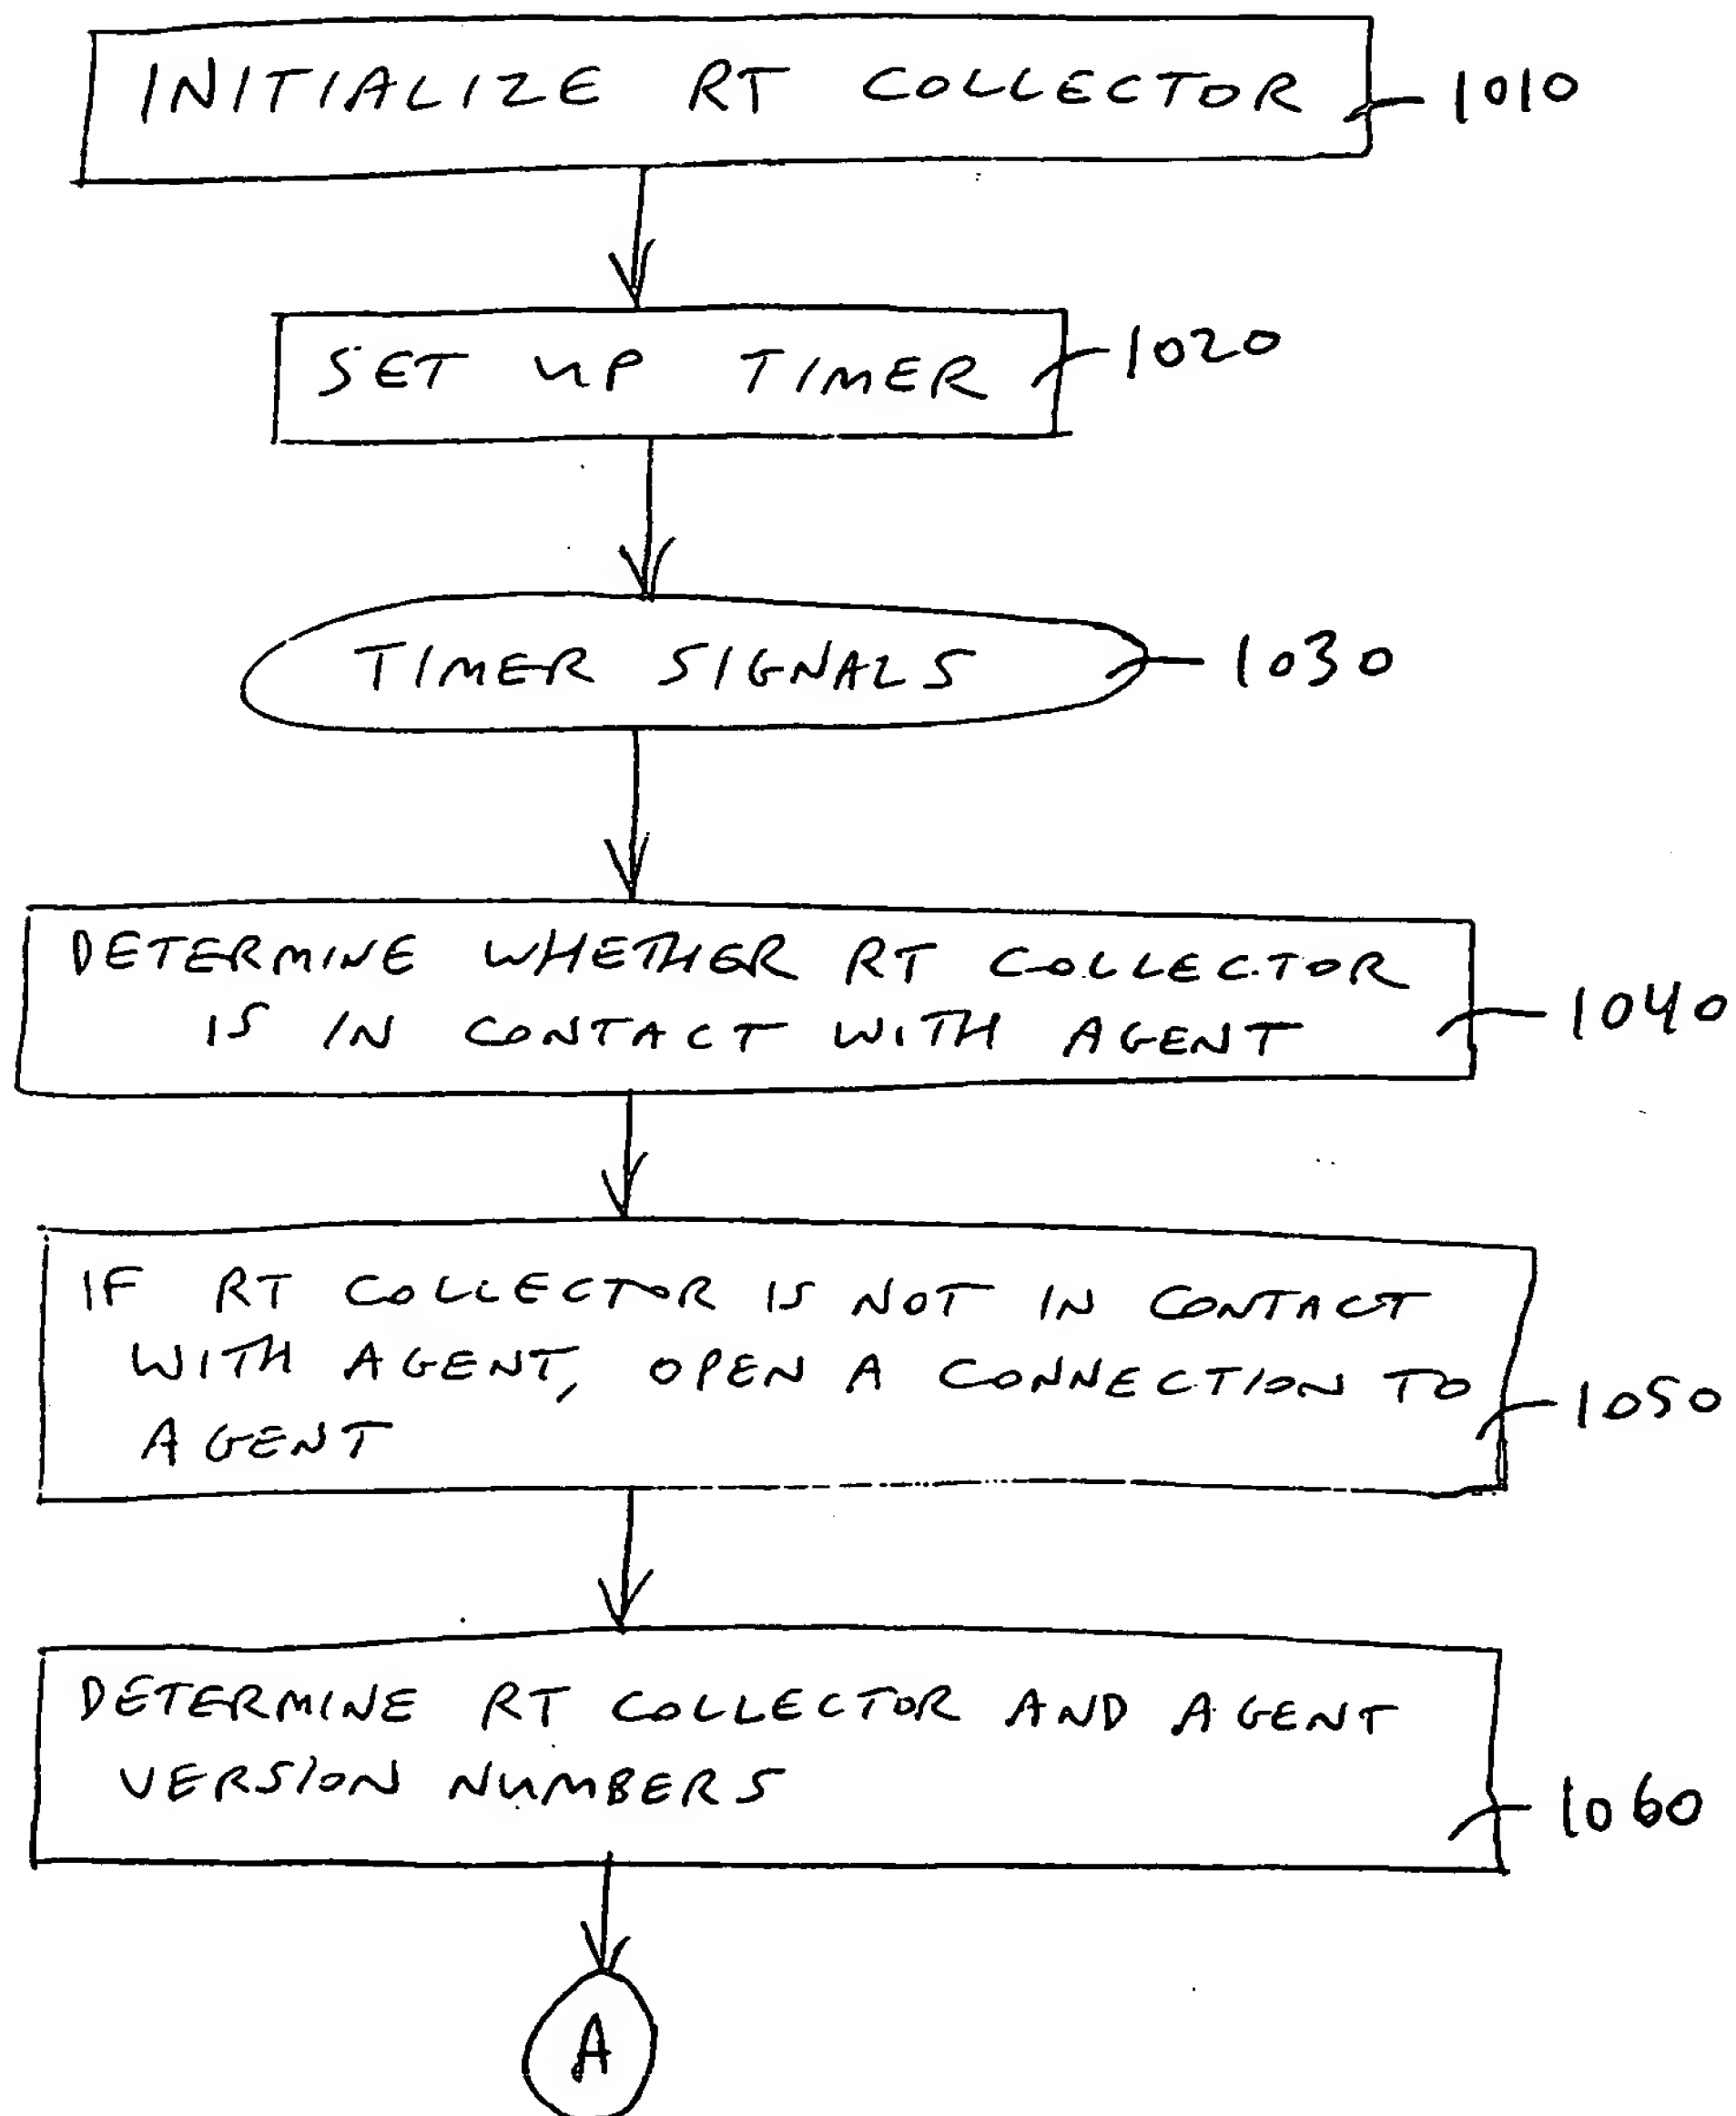 INITIALIZE RT COLLECTOR
1010
SET UP TIMER
1020
TIMER SIGNALS
1030
DETERMINE WHETHER RT COLLECTOR
IS IN CONTACT WITH AGENT
1040
IF RT COLLECTOR IS NOT IN CONTACT
WITH AGENT, OPEN A CONNECTION TO
AGENT
1050
DETERMINE RT COLLECTOR AND AGENT
VERSION NUMBERS
1060
A